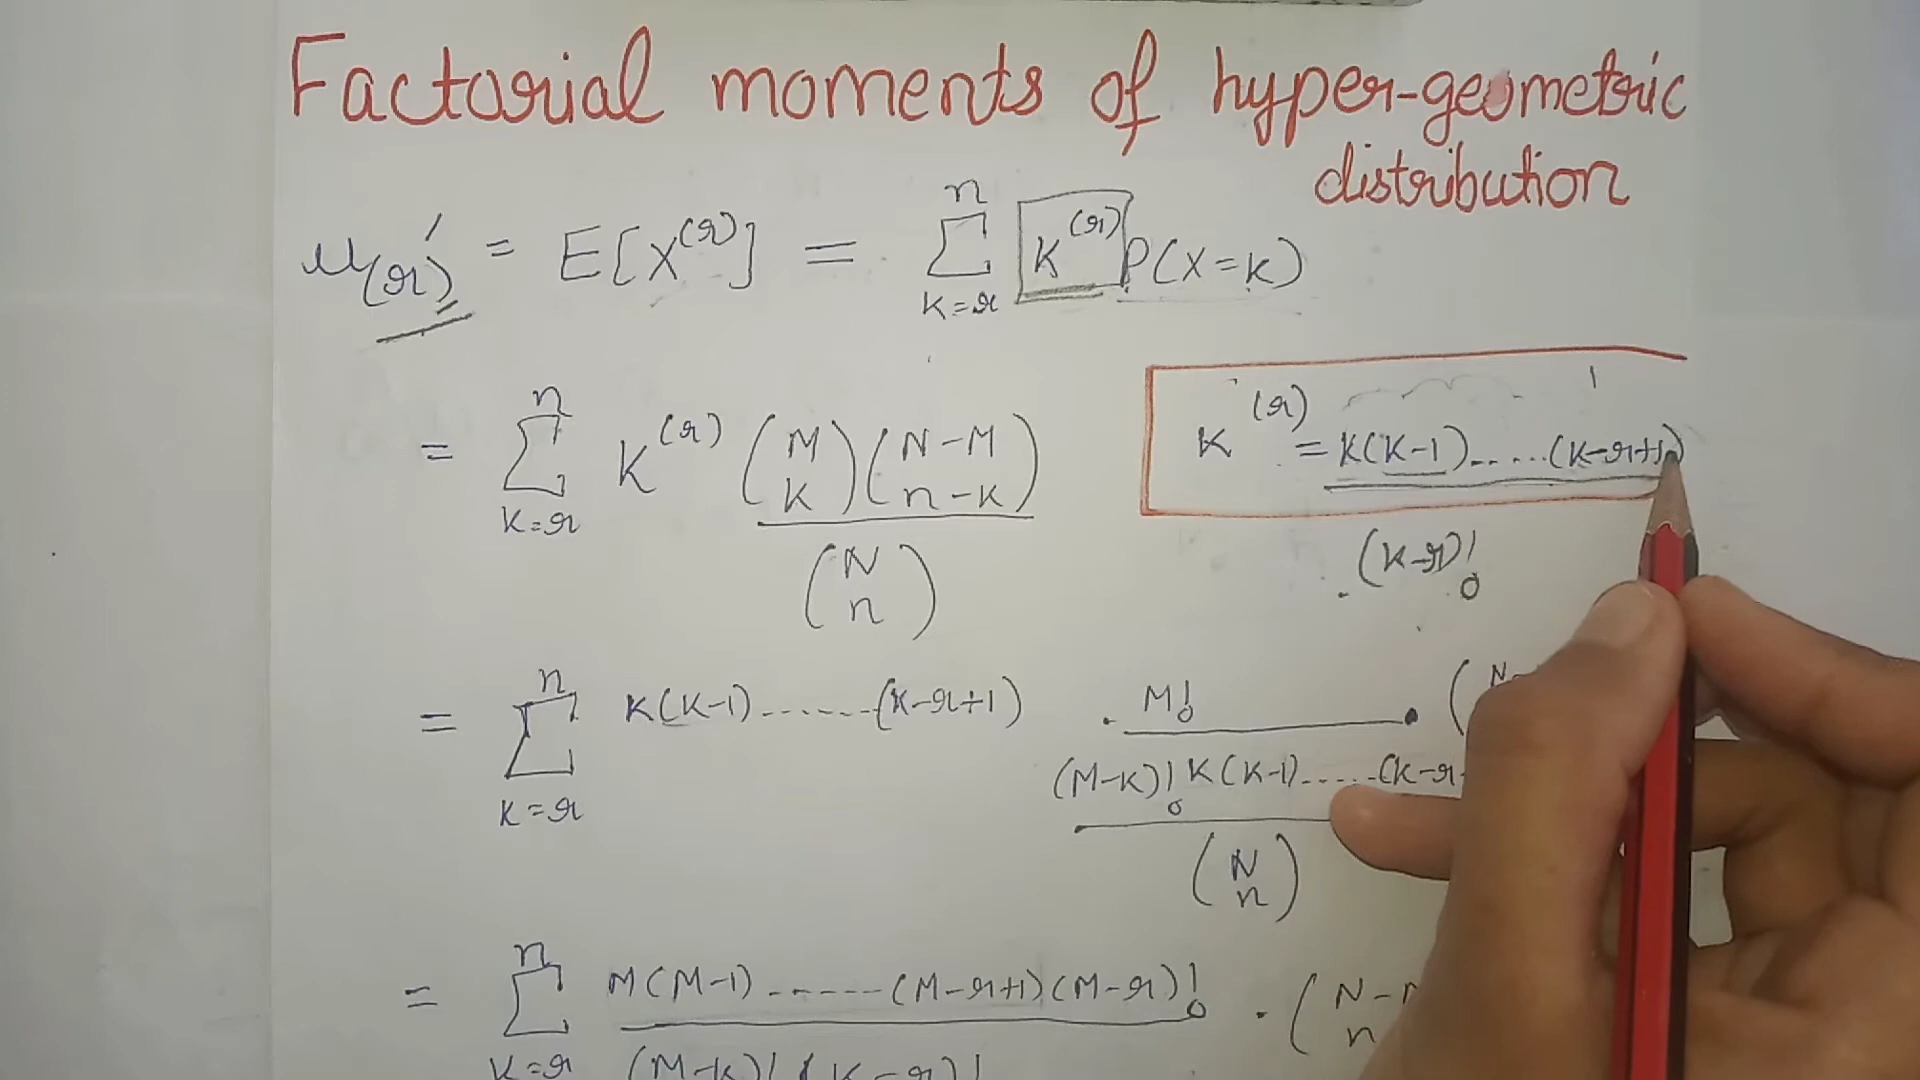 Factorial moments of hyper-geometric
distribution
μ(r)′ = E[X^(r)] = Σ_{k=r}^{n} k^(r) P(X=k)
= Σ_{k=r}^{n} k^(r) (M k)(N-M n-k) / (N n)
k^(r) = k(k-1).....(k-r+1)
(k-r)!
= Σ_{k=r}^{n} k(k-1).......(k-r+1) . M! / (M-k)! k(k-1).....(k-r / (N n)
= Σ_{k=r}^{n} M(M-1)......(M-r+1)(M-r)! / (M-k)! (k-r)! . (N- n